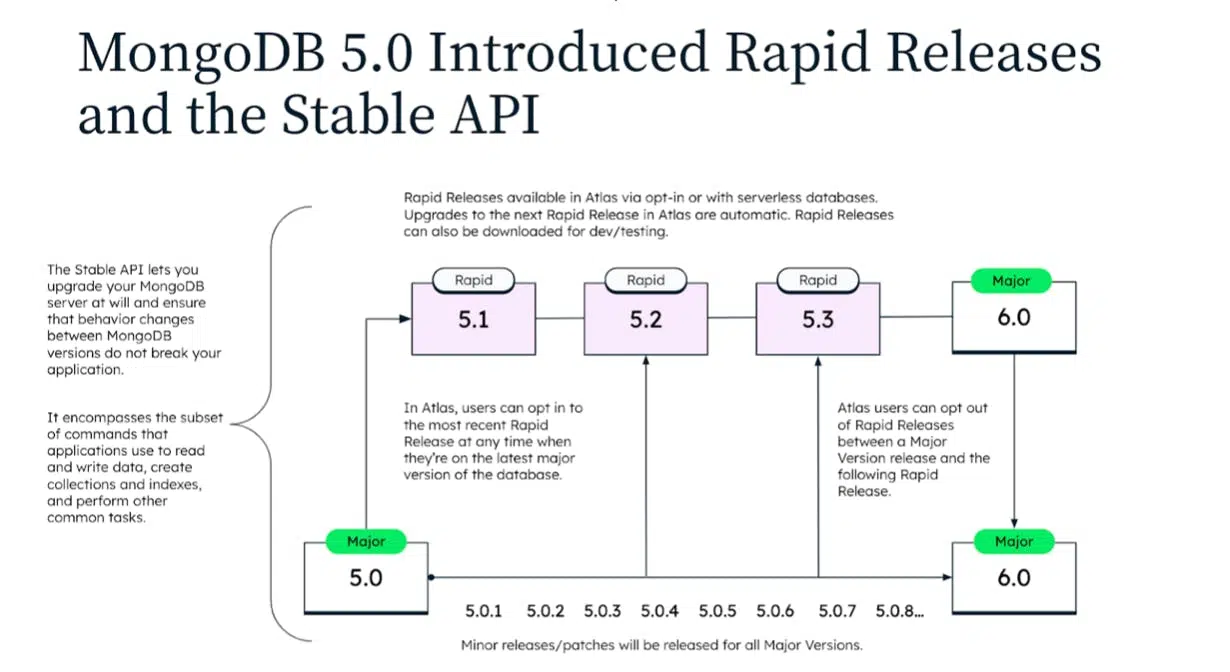 MongoDB 5.0 Introduced Rapid Releases
and the Stable API
Rapid Releases available in Atlas via opt-in or with serverless databases.
Upgrades to the next Rapid Release in Atlas are automatic. Rapid Releases
can also be downloaded for dev/testing.
The Stable API lets you
upgrade your MongoDB
server at will and ensure
that behavior changes
between MongoDB
versions do not break your
application.
It encompasses the subset
of commands that
applications use to read
and write data, create
collections and indexes,
and perform other
common tasks.
Rapid
5.1
Rapid
5.2
Rapid
5.3
Major
6.0
In Atlas, users can opt in to
the most recent Rapid
Release at any time when
they're on the latest major
version of the database.
Atlas users can opt out
of Rapid Releases
between a Major
Version release and the
following Rapid
Release.
Major
5.0
Major
6.0
5.0.1 5.0.2 5.0.3 5.0.4 5.0.5 5.0.6 5.0.7 5.0.8...
Minor releases/patches will be released for all Major Versions.